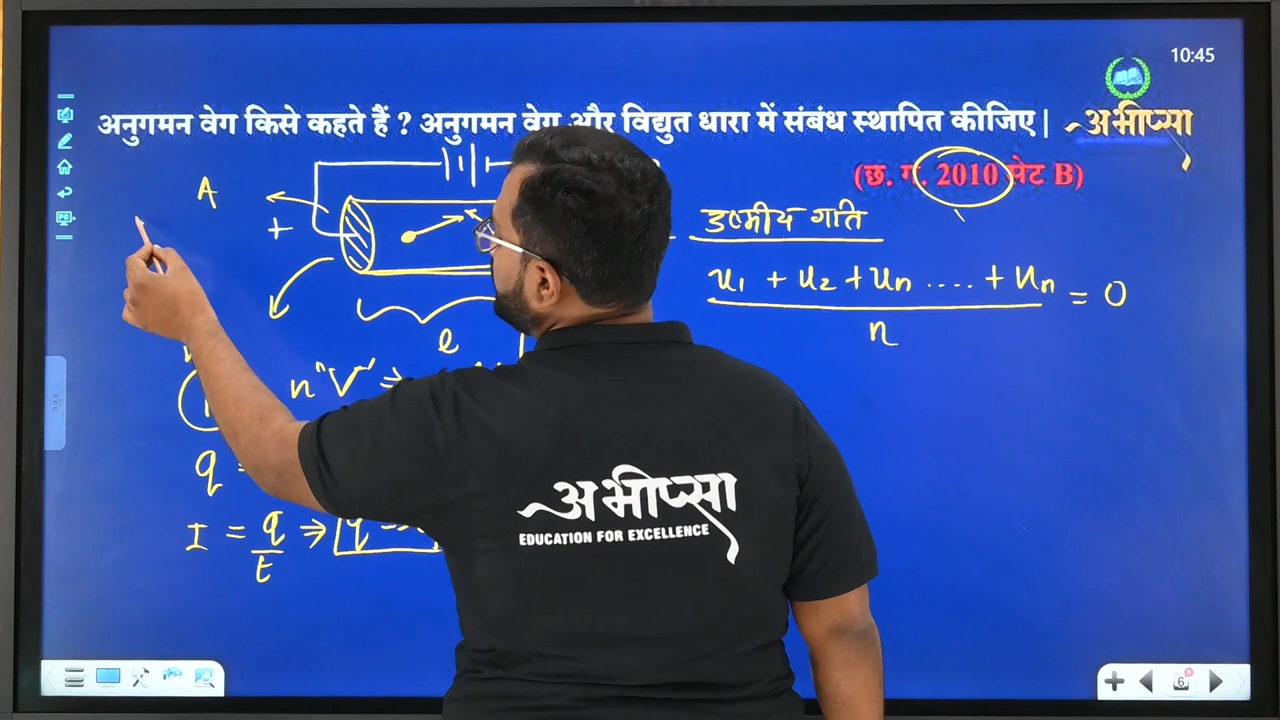 10:45
अनुगमन वेग किसे कहते हैं ? अनुगमन वेग और विद्युत धारा में संबंध स्थापित कीजिए |
अभीप्सा
(छ. ग. 2010 सेट B)
A
+
उष्मीय गति
u₁ + u₂ + un .... + un = 0
n
l
n "V" ⇒
q =
I = q ⇒ q
t
अभीप्सा
EDUCATION FOR EXCELLENCE
6